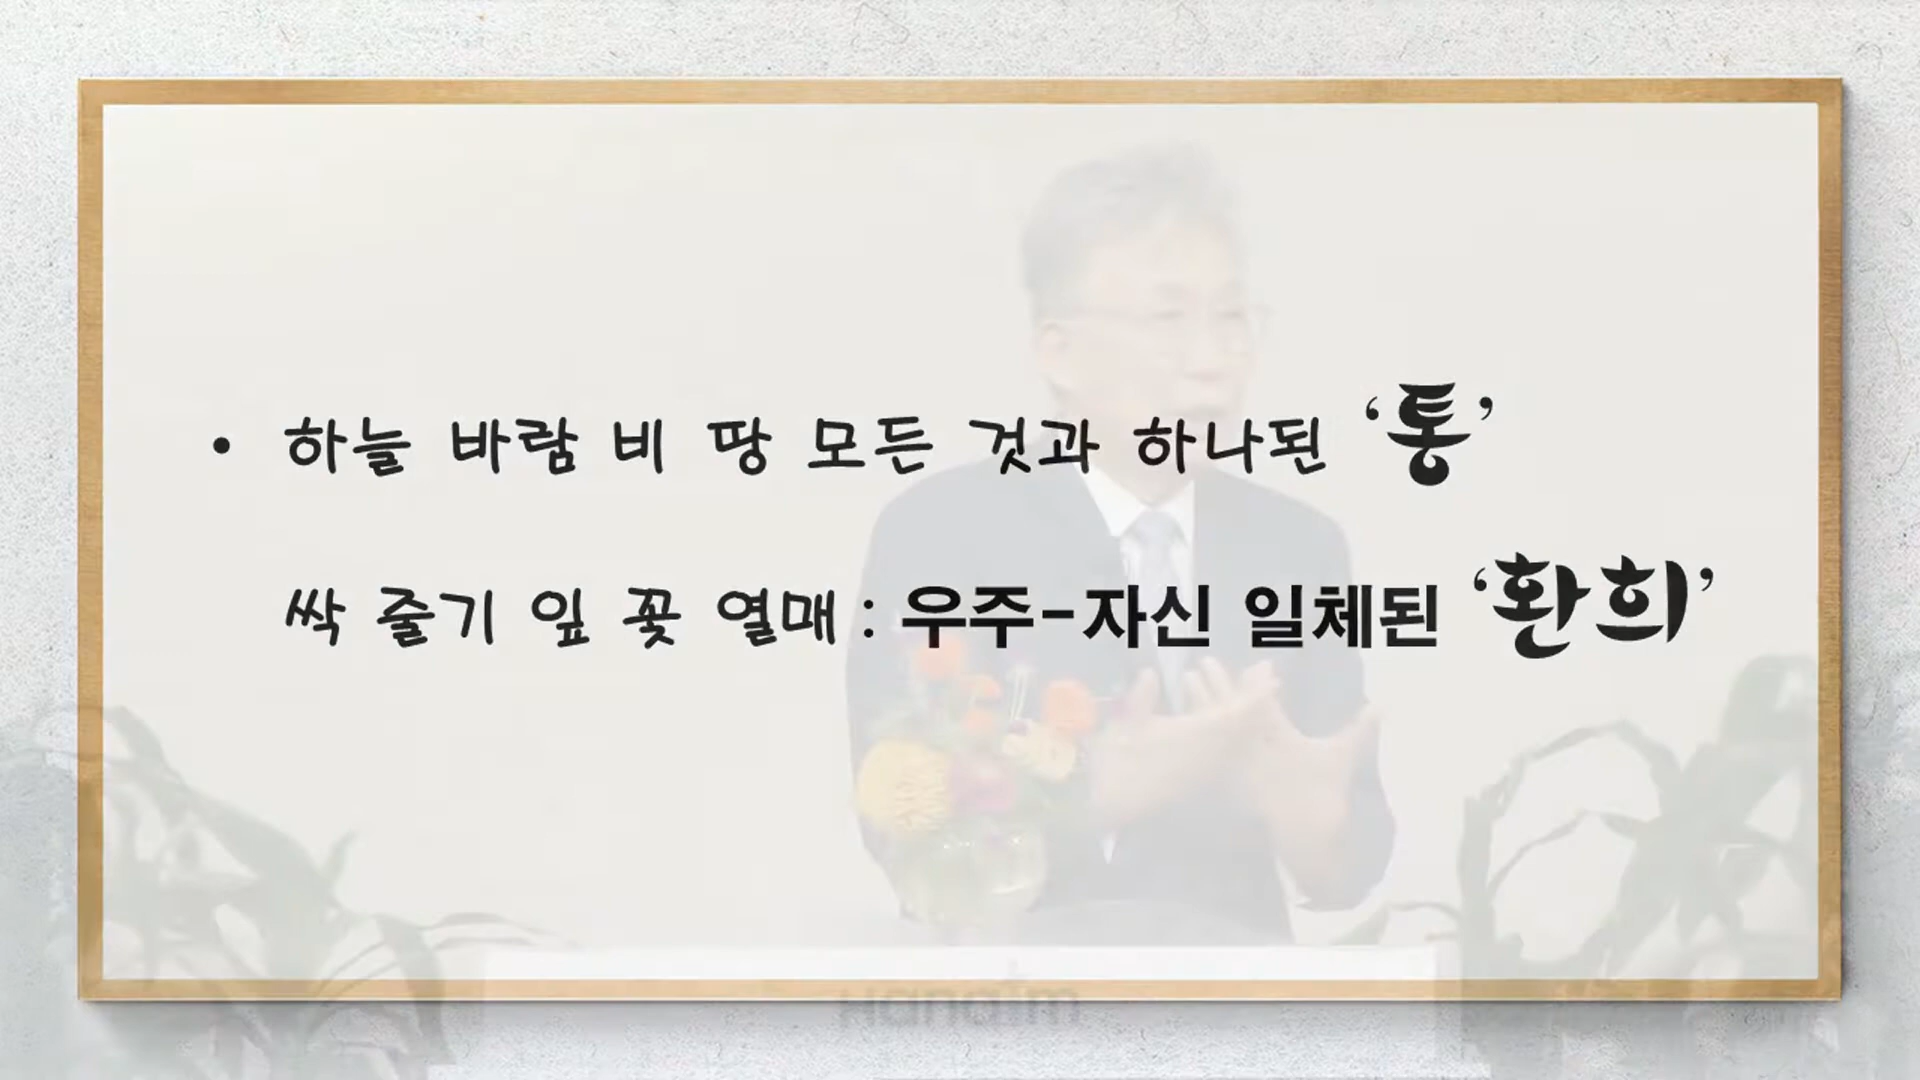 • 하늘 바람 비 땅 모든 것과 하나된 ‘통’
싹 줄기 잎 꽃 열매 : 우주-자신 일체된 ‘환희’